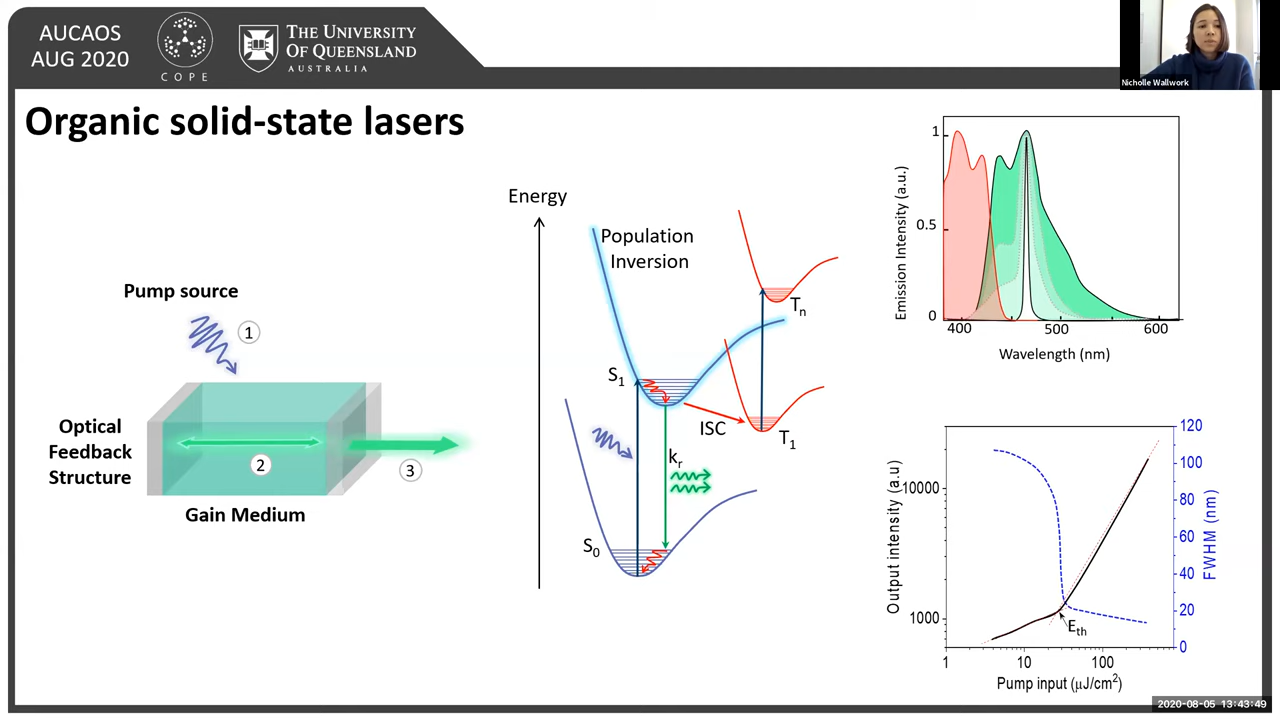 AUCAOS
AUG 2020
COPE
THE UNIVERSITY
OF QUEENSLAND
AUSTRALIA
Nicholle Wallwork
Organic solid-state lasers
Pump source
1
Optical
Feedback
Structure
2
3
Gain Medium
Energy
Population
Inversion
Tn
S1
ISC
T1
kr
S0
Emission Intensity (a.u.)
1
0.5
0
400
500
600
Wavelength (nm)
Output intensity (a.u)
10000
1000
Eth
120
100
80
60
40
20
0
FWHM (nm)
1
10
100
Pump input (μJ/cm2)
2020-08-05 13:43:49